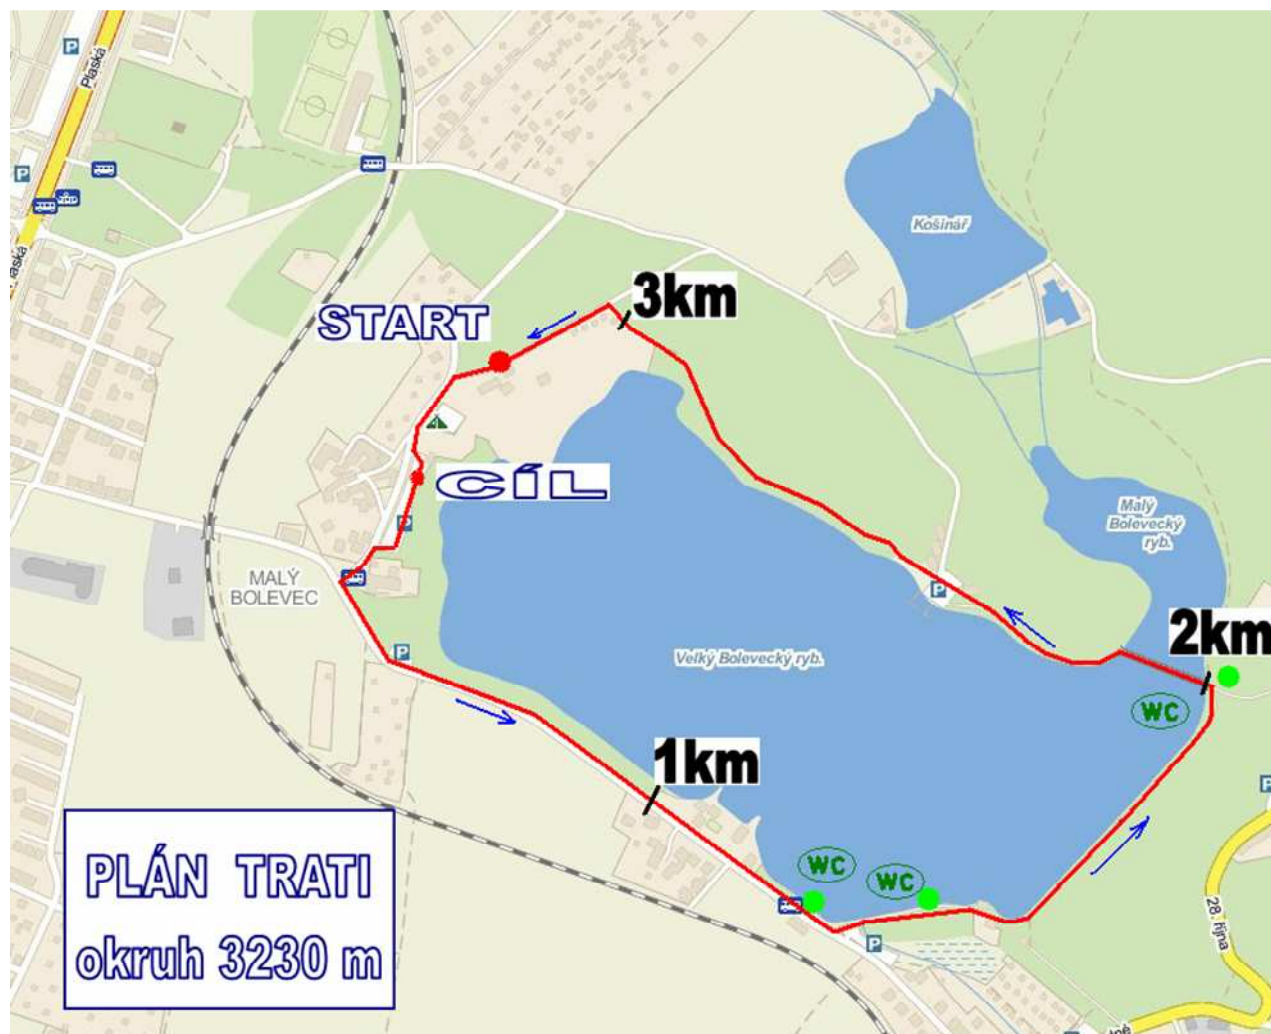 Plaská
Košinář
3km
START
CÍL
Malý
Bolevecký
ryb.
MALÝ
BOLEVEC
2km
Velký Bolevecký ryb.
WC
1km
WC
WC
PLÁN TRATI
okruh 3230 m
28. října
P
P
P
P
P
P
P